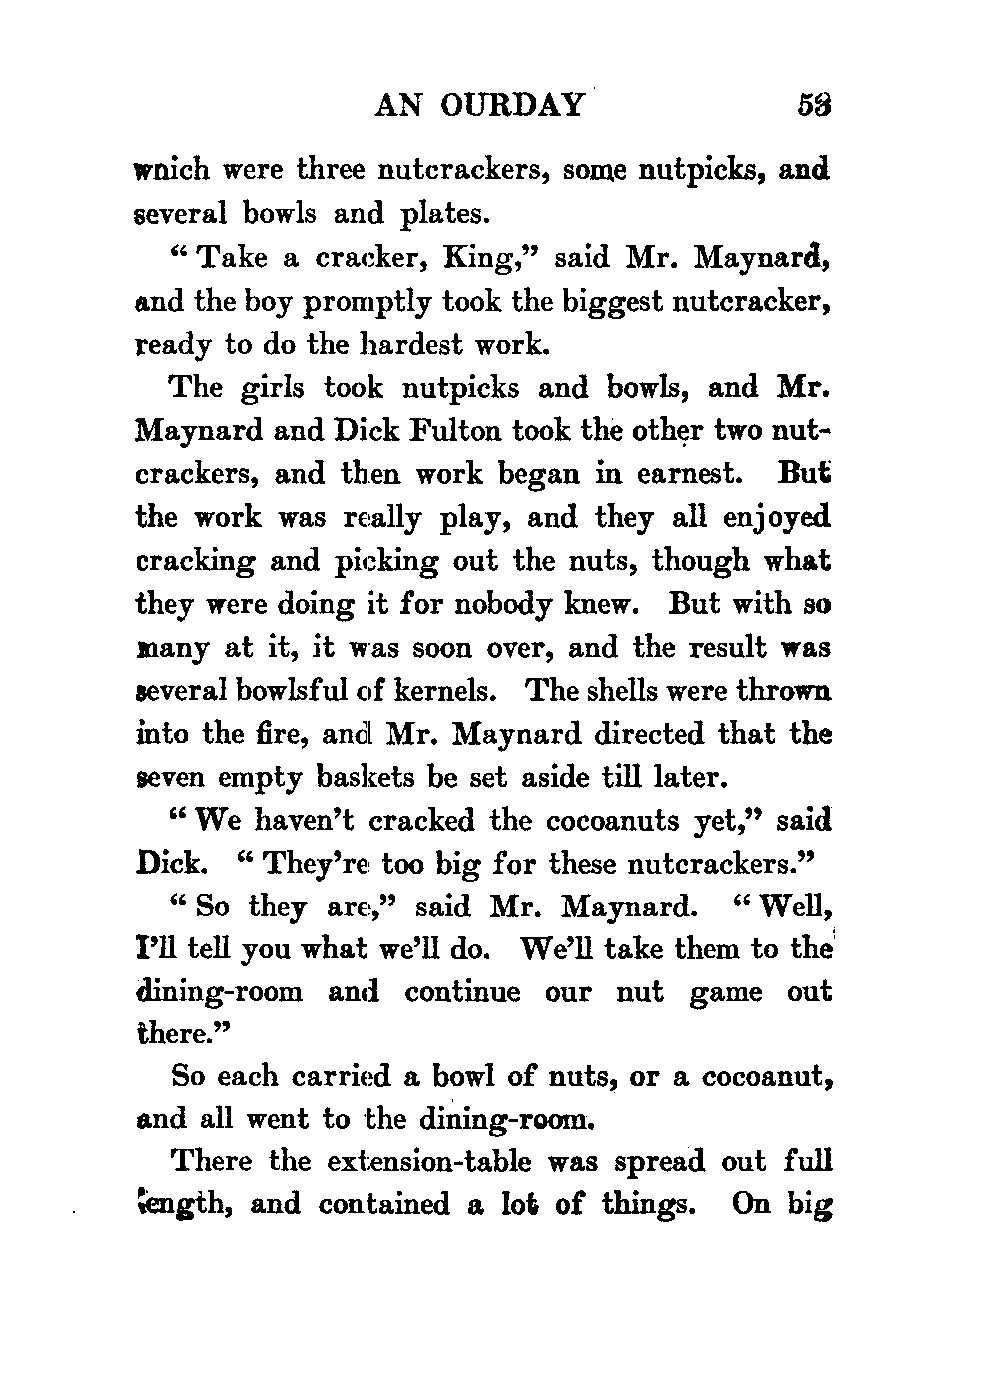 AN OURDAY 53
which were three nutcrackers, some nutpicks, and
several bowls and plates.
“ Take a cracker, King,” said Mr. Maynard,
and the boy promptly took the biggest nutcracker,
ready to do the hardest work.
The girls took nutpicks and bowls, and Mr.
Maynard and Dick Fulton took the other two nut-
crackers, and then work began in earnest. But
the work was really play, and they all enjoyed
cracking and picking out the nuts, though what
they were doing it for nobody knew. But with so
many at it, it was soon over, and the result was
several bowlsful of kernels. The shells were thrown
into the fire, and Mr. Maynard directed that the
seven empty baskets be set aside till later.
“ We haven’t cracked the cocoanuts yet,” said
Dick. “ They’re too big for these nutcrackers.”
“ So they are,” said Mr. Maynard. “ Well,
I’ll tell you what we’ll do. We’ll take them to the
dining-room and continue our nut game out
there.”
So each carried a bowl of nuts, or a cocoanut,
and all went to the dining-room.
There the extension-table was spread out full
length, and contained a lot of things. On big